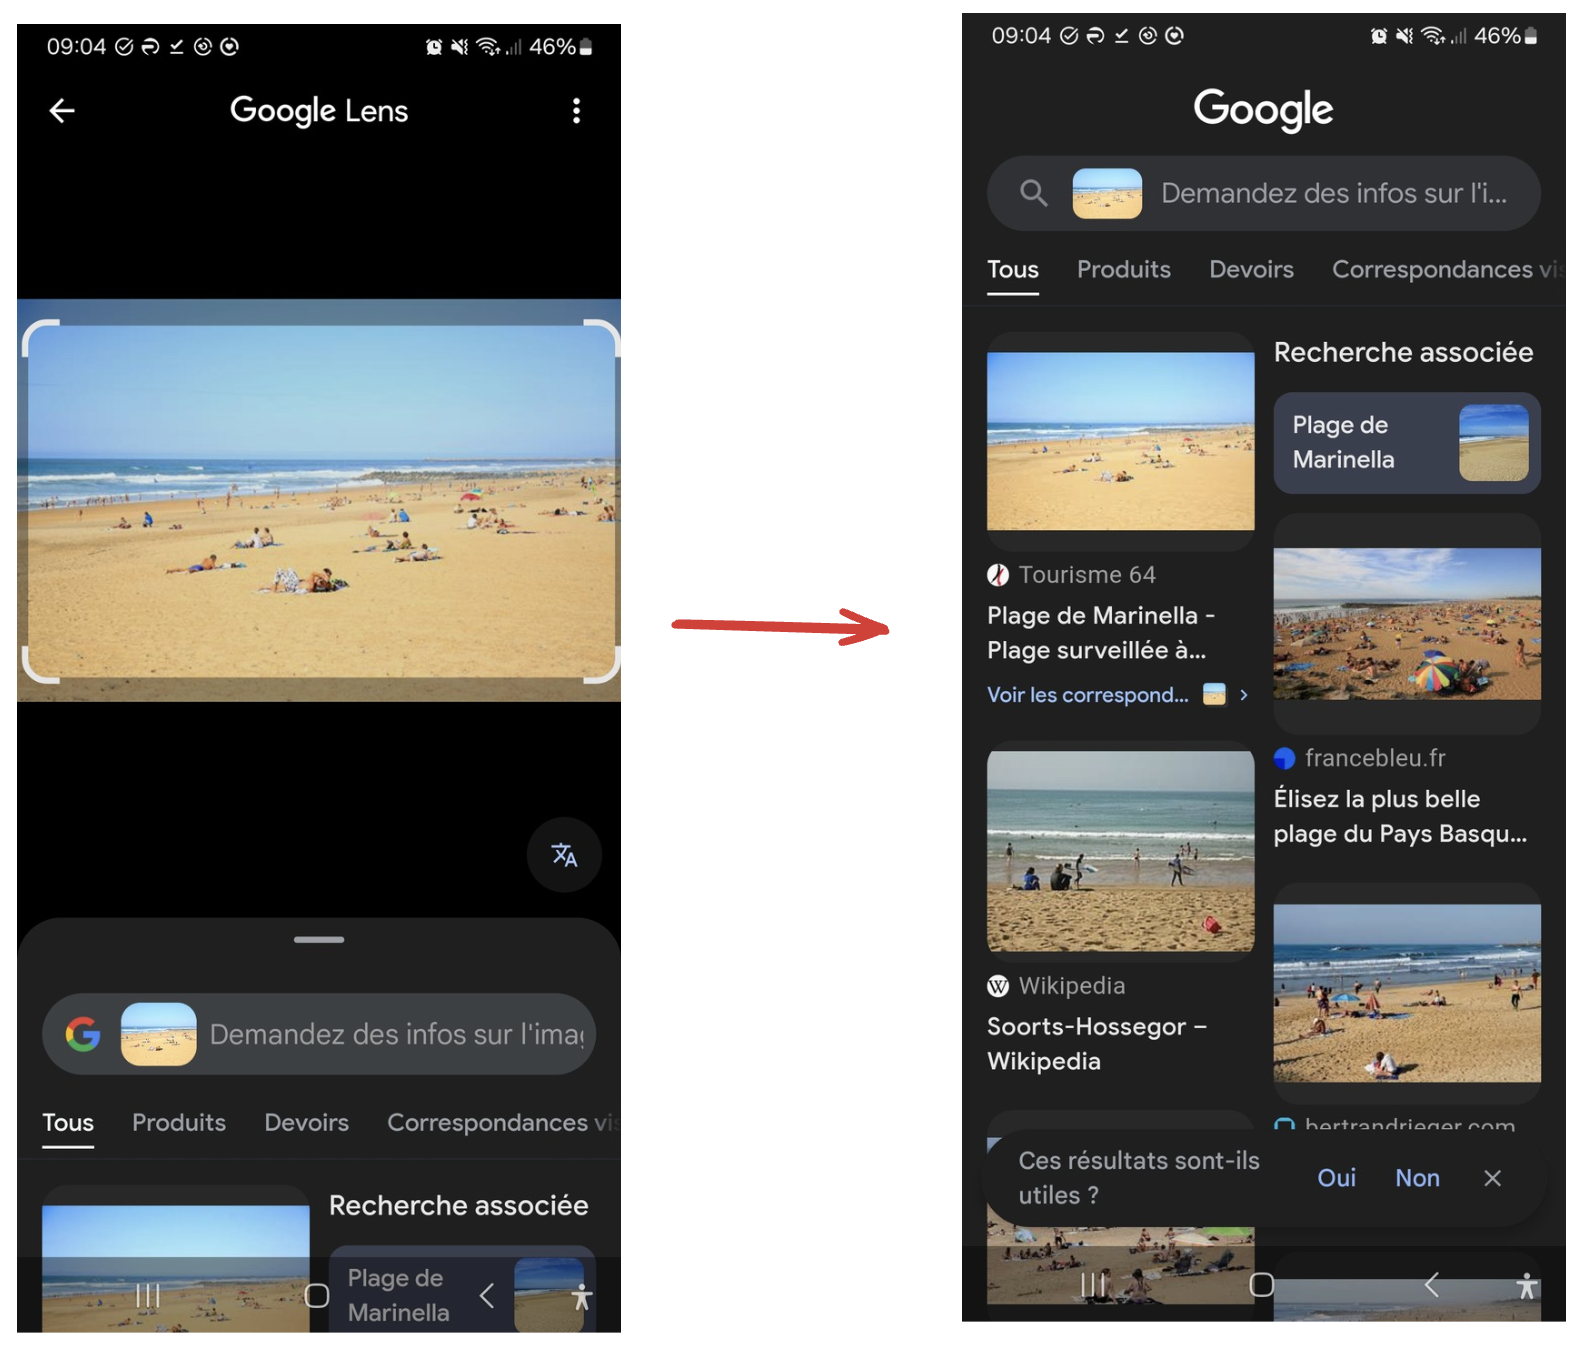 09:04
46%
Google Lens
Demandez des infos sur l'imag
Tous Produits Devoirs Correspondances vis
Recherche associée
Plage de
Marinella
09:04
46%
Google
Demandez des infos sur l'i...
Tous Produits Devoirs Correspondances vis
Tourisme 64
Plage de Marinella -
Plage surveillée à...
Voir les correspond...
Wikipedia
Soorts-Hossegor –
Wikipedia
Recherche associée
Plage de
Marinella
francebleu.fr
Élisez la plus belle
plage du Pays Basqu...
bertrandrieger.com
Ces résultats sont-ils
utiles ?
Oui Non